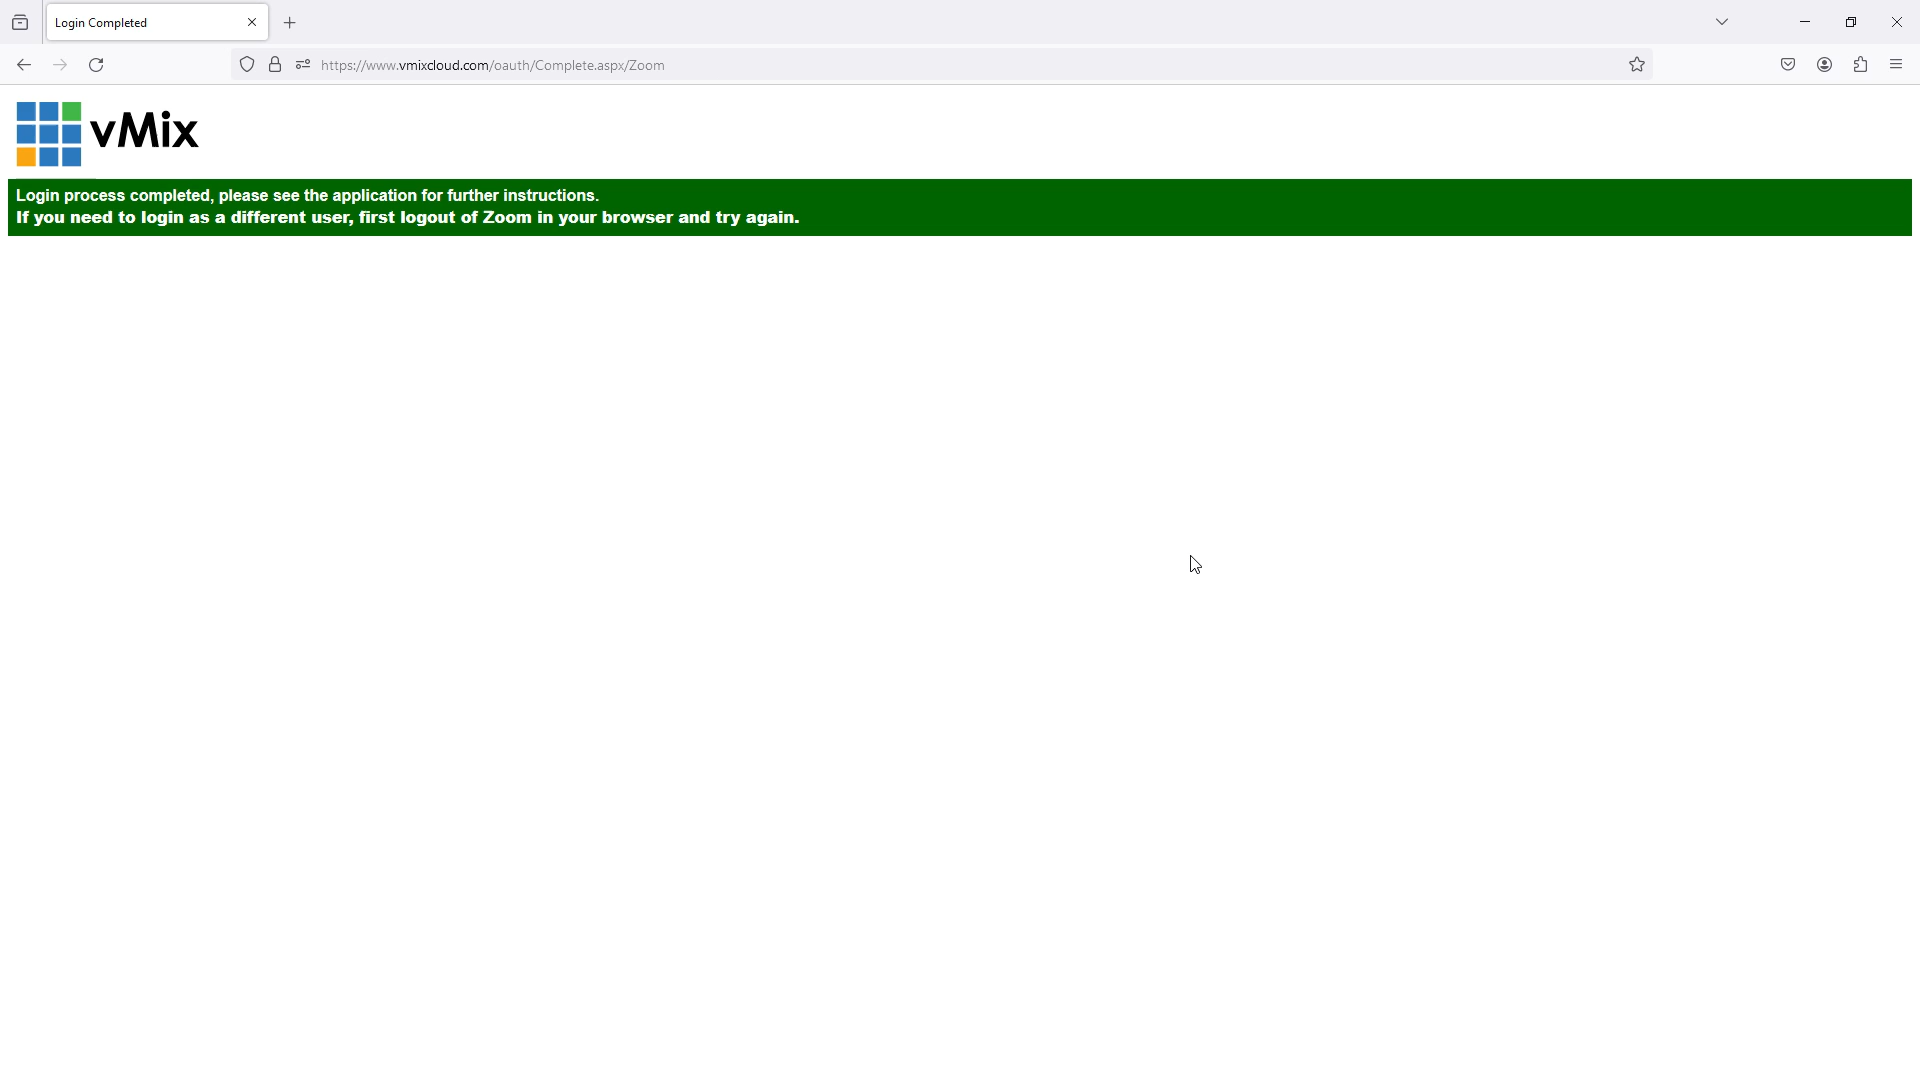 Login Completed
https://www.vmixcloud.com/oauth/Complete.aspx/Zoom
vMix
Login process completed, please see the application for further instructions.
If you need to login as a different user, first logout of Zoom in your browser and try again.